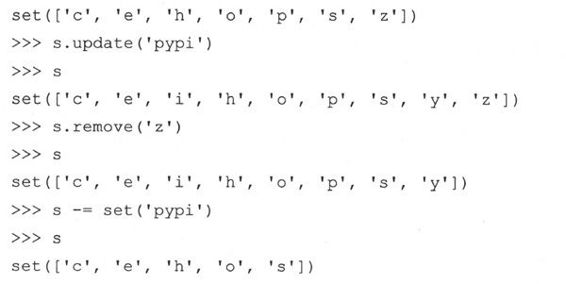 set(['c', 'e', 'h', 'o', 'p', 's', 'z'])
>>> s.update('pypi')
>>> s
set(['c', 'e', 'i', 'h', 'o', 'p', 's', 'y', 'z'])
>>> s.remove('z')
>>> s
set(['c', 'e', 'i', 'h', 'o', 'p', 's', 'y'])
>>> s -= set('pypi')
>>> s
set(['c', 'e', 'h', 'o', 's'])